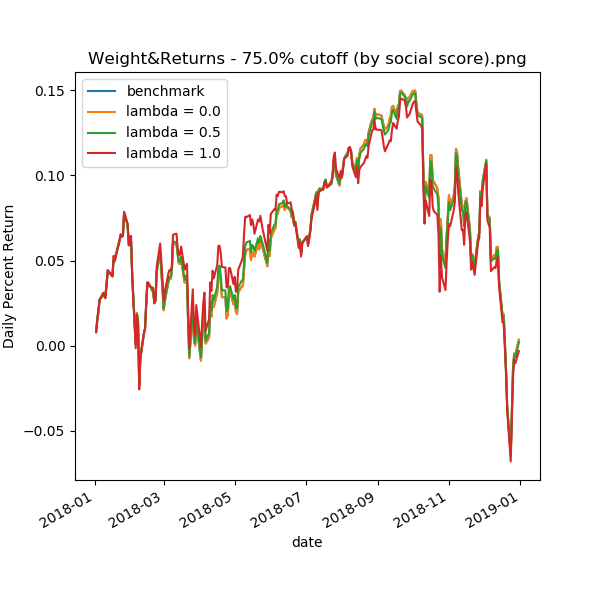 Weight&Returns - 75.0% cutoff (by social score).png
benchmark
lambda = 0.0
lambda = 0.5
lambda = 1.0
Daily Percent Return
0.15
0.10
0.05
0.00
−0.05
2018-01
2018-03
2018-05
2018-07
2018-09
2018-11
2019-01
date